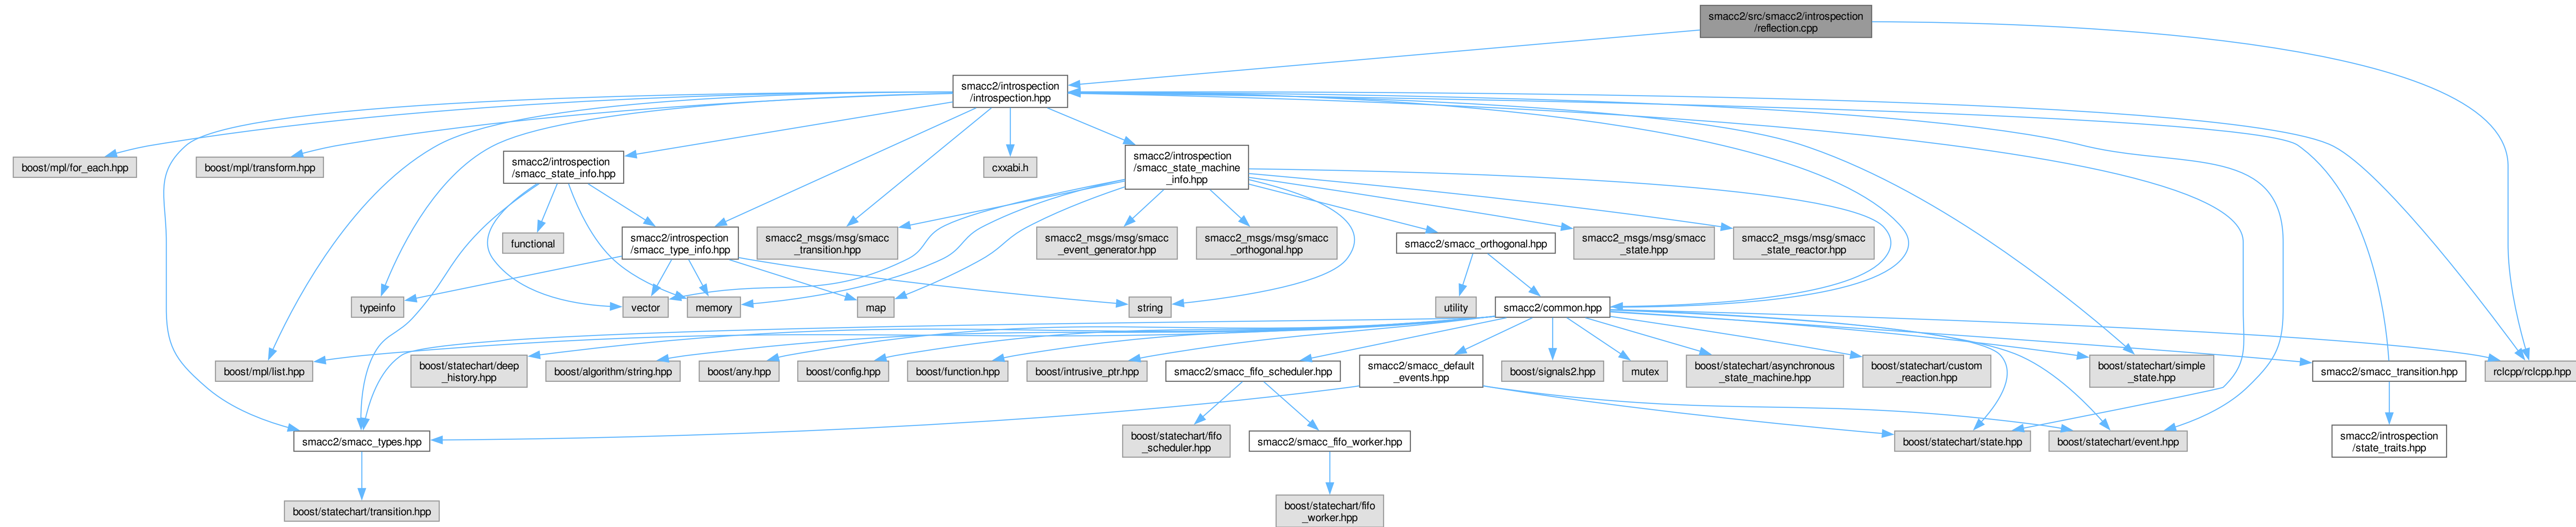 smacc2/src/smacc2/introspection
/reflection.cpp
smacc2/introspection
/introspection.hpp
boost/mpl/for_each.hpp
boost/mpl/transform.hpp
smacc2/introspection
/smacc_state_info.hpp
cxxabi.h
smacc2/introspection
/smacc_state_machine
_info.hpp
functional
smacc2/introspection
/smacc_type_info.hpp
smacc2_msgs/msg/smacc
_transition.hpp
smacc2_msgs/msg/smacc
_event_generator.hpp
smacc2_msgs/msg/smacc
_orthogonal.hpp
smacc2/smacc_orthogonal.hpp
smacc2_msgs/msg/smacc
_state.hpp
smacc2_msgs/msg/smacc
_state_reactor.hpp
typeinfo
vector
memory
map
string
utility
smacc2/common.hpp
boost/mpl/list.hpp
boost/statechart/deep
_history.hpp
boost/algorithm/string.hpp
boost/any.hpp
boost/config.hpp
boost/function.hpp
boost/intrusive_ptr.hpp
smacc2/smacc_fifo_scheduler.hpp
smacc2/smacc_default
_events.hpp
boost/signals2.hpp
mutex
boost/statechart/asynchronous
_state_machine.hpp
boost/statechart/custom
_reaction.hpp
boost/statechart/simple
_state.hpp
smacc2/smacc_transition.hpp
rclcpp/rclcpp.hpp
smacc2/smacc_types.hpp
boost/statechart/fifo
_scheduler.hpp
smacc2/smacc_fifo_worker.hpp
boost/statechart/state.hpp
boost/statechart/event.hpp
smacc2/introspection
/state_traits.hpp
boost/statechart/transition.hpp
boost/statechart/fifo
_worker.hpp